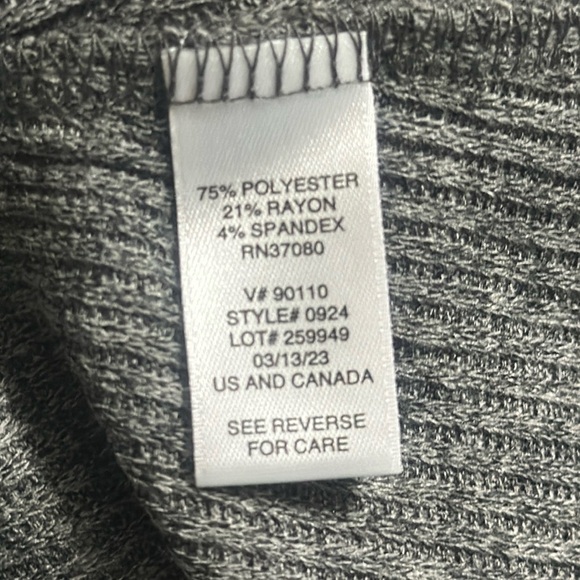 75% POLYESTER
21% RAYON
4% SPANDEX
RN37080
V# 90110
STYLE# 0924
LOT# 259949
03/13/23
US AND CANADA
SEE REVERSE
FOR CARE